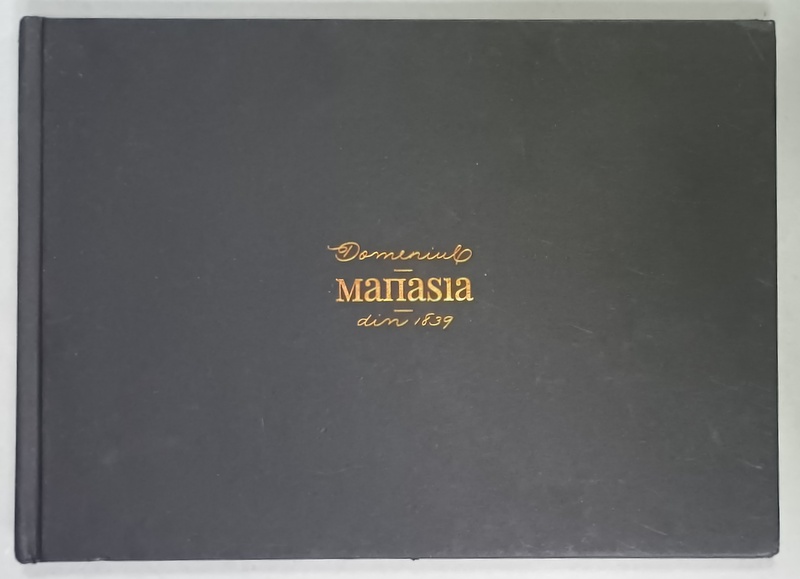 Domeniul
Manasia
din 1839